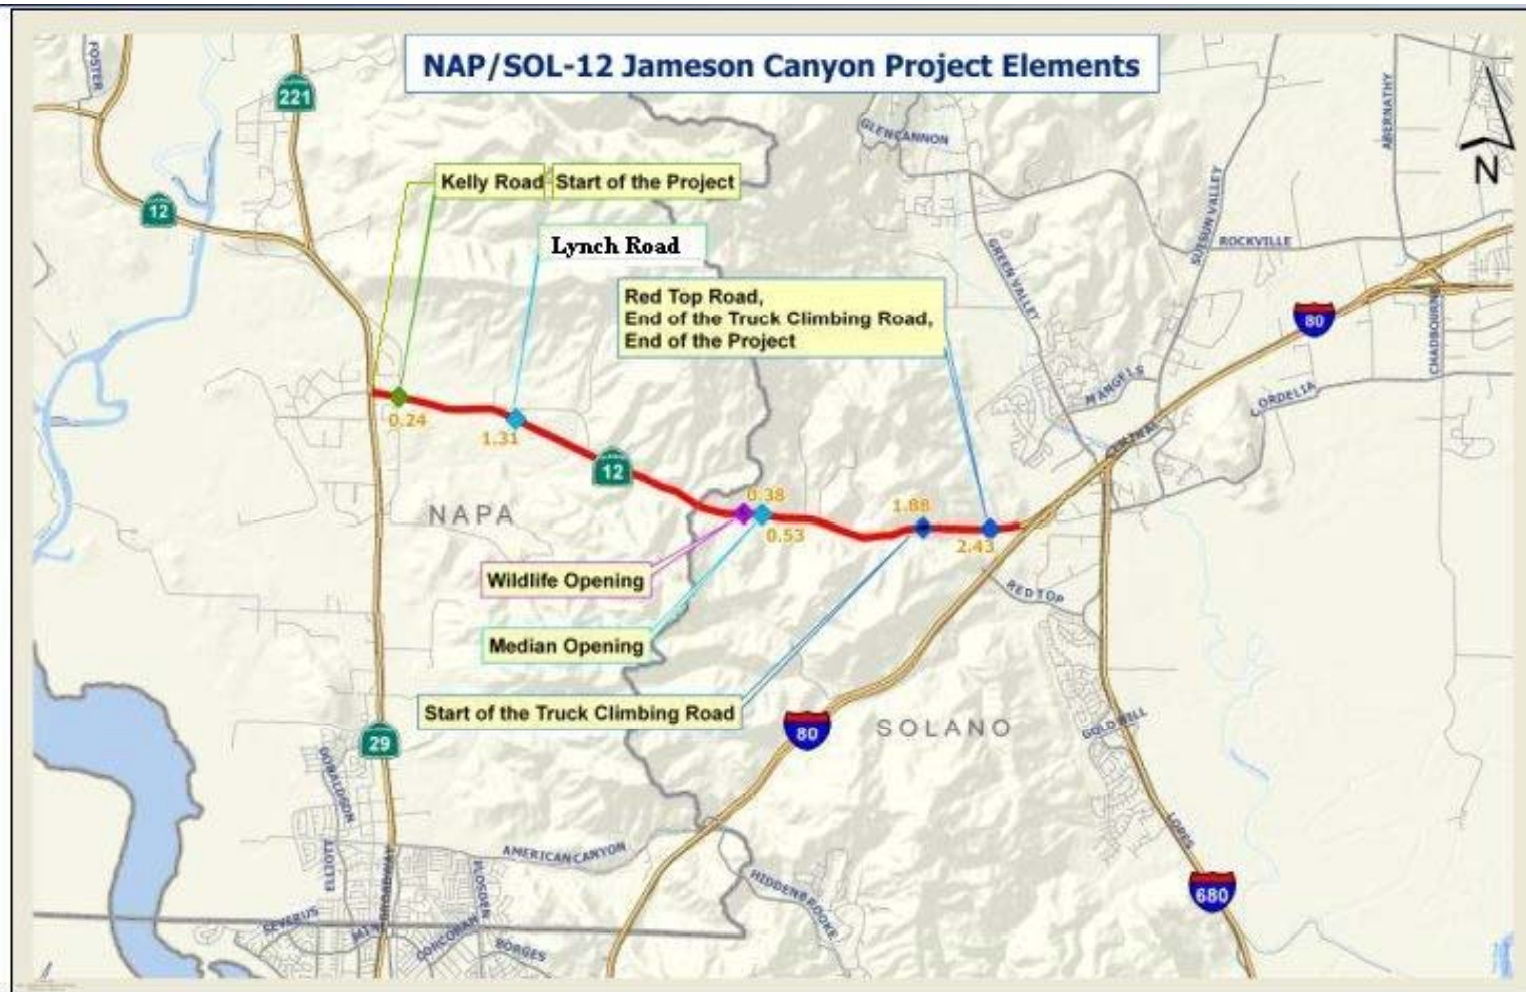 NAP/SOL-12 Jameson Canyon Project Elements
FOSTER
221
GLENCANNON
ABERNATHY
N
Kelly Road
Start of the Project
12
SUISUN VALLEY
ROCKVILLE
Lynch Road
GREEN VALLEY
Red Top Road,
End of the Truck Climbing Road,
End of the Project
80
CHADBOURNE
MANGELS
CORDELIA
0.24
1.31
CENTRAL
12
0.38
1.88
NAPA
0.53
2.43
Wildlife Opening
RED TOP
Median Opening
Start of the Truck Climbing Road
80
SOLANO
GOLD HILL
29
DONALDSON
LOPES
AMERICAN CANYON
ELLIOTT
BROADWAY
FLOSDEN
HIDDENBROOKE
680
SEVERUS
CORCORAN
BORGES